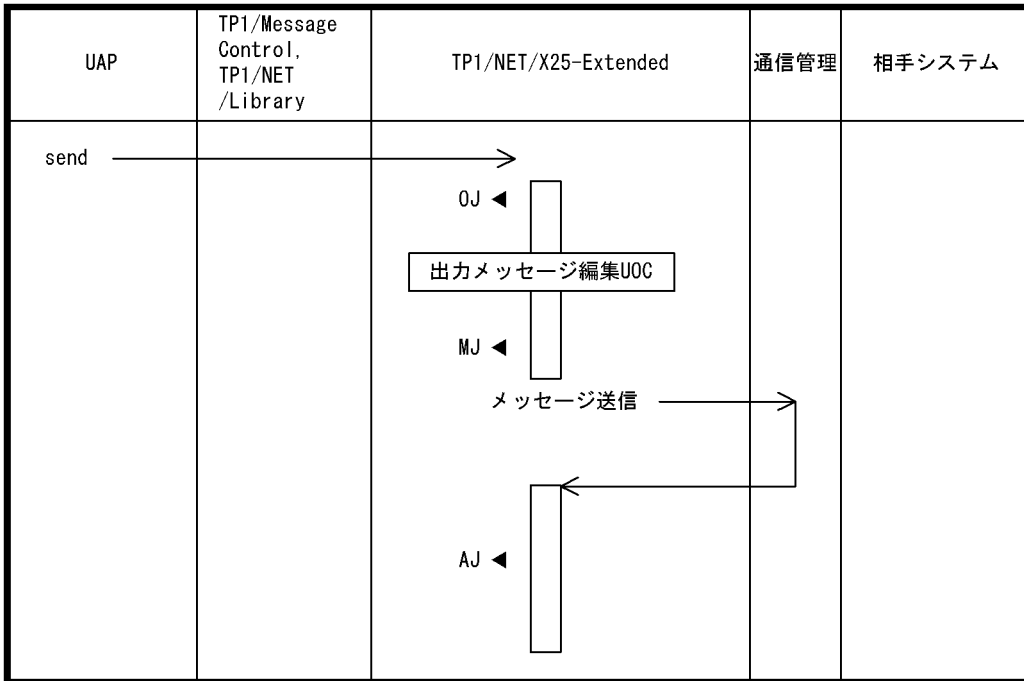 UAP
TP1/Message
Control,
TP1/NET
/Library
TP1/NET/X25-Extended
通信管理
相手システム
send
OJ
出力メッセージ編集UOC
MJ
メッセージ送信
AJ